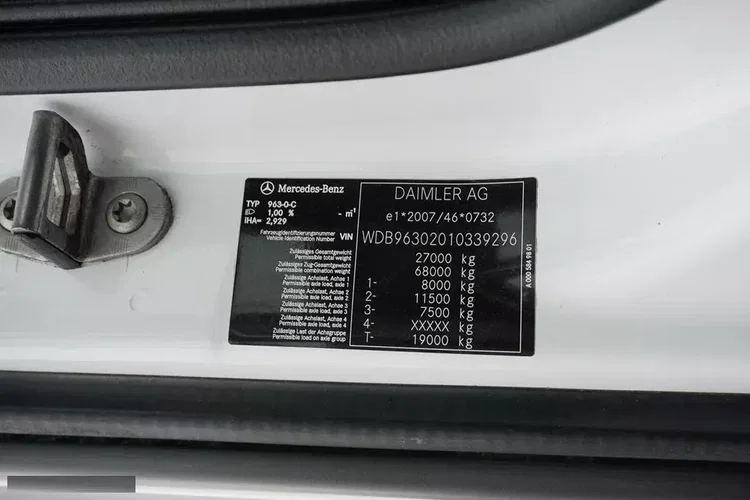 Mercedes-Benz
TYP 963-0-C
1,00 % - m¹
iHA= 2,929
Fahrzeugidentifizierungsnummer
Vehicle Identification Number VIN
Zulässiges Gesamtgewicht
Permissible total weight
Zulässiges Zug-Gesamtgewicht
Permissible combination weight
Zulässige Achslast, Achse 1
Permissible axle load, axle 1
Zulässige Achslast, Achse 2
Permissible axle load, axle 2
Zulässige Achslast, Achse 3
Permissible axle load, axle 3
Zulässige Achslast, Achse 4
Permissible axle load, axle 4
Zulässige Last der Achsgruppe
Permissible load on axle group
DAIMLER AG
e1*2007/46*0732
WDB96302010339296
27000 kg
68000 kg
1- 8000 kg
2- 11500 kg
3- 7500 kg
4- XXXXX kg
T- 19000 kg
A 000 584 98 01